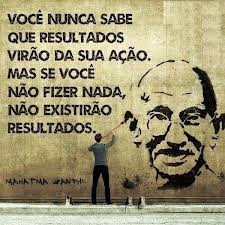 VOCÊ NUNCA SABE
QUE RESULTADOS
VIRÃO DA SUA AÇÃO.
MAS SE VOCÊ
NÃO FIZER NADA,
NÃO EXISTIRÃO
RESULTADOS.
MAHATMA GANDHI